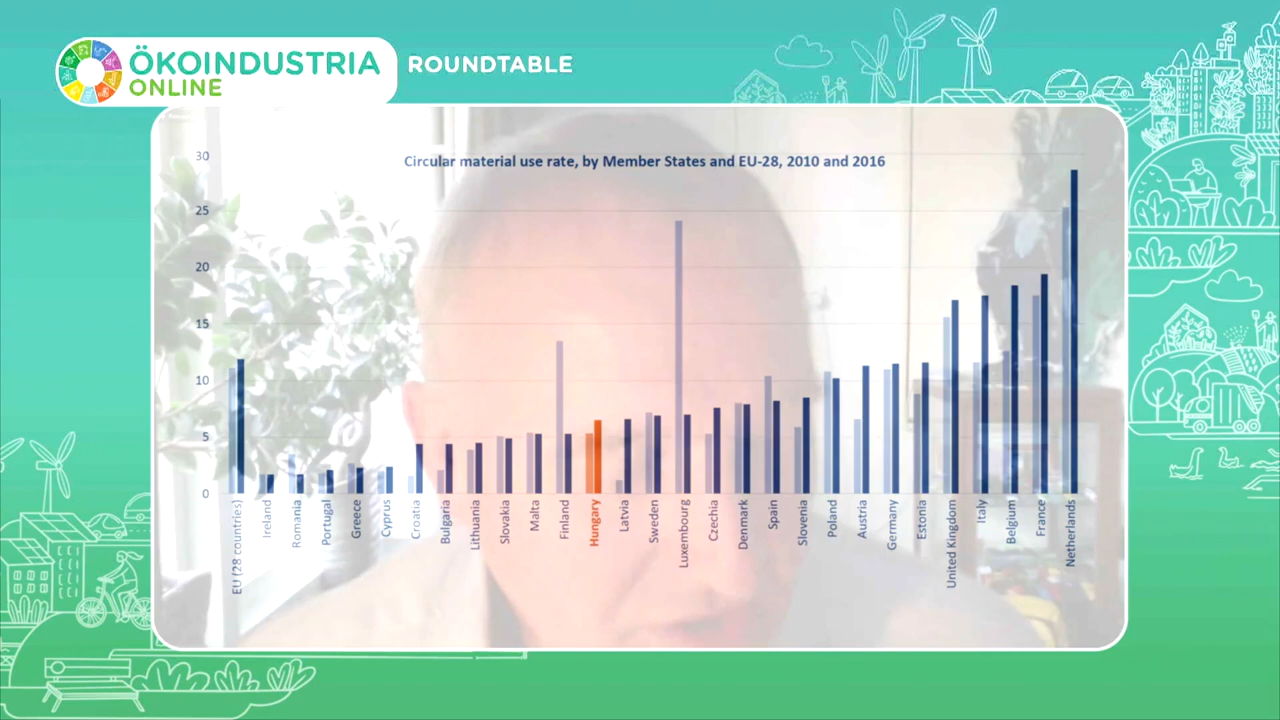 ÖKOINDUSTRIA
ONLINE
ROUNDTABLE
Circular material use rate, by Member States and EU-28, 2010 and 2016
30
25
20
15
10
5
0
EU (28 countries)
Ireland
Romania
Portugal
Greece
Cyprus
Croatia
Bulgaria
Lithuania
Slovakia
Malta
Finland
Hungary
Latvia
Sweden
Luxembourg
Czechia
Denmark
Spain
Slovenia
Poland
Austria
Germany
Estonia
United Kingdom
Italy
Belgium
France
Netherlands